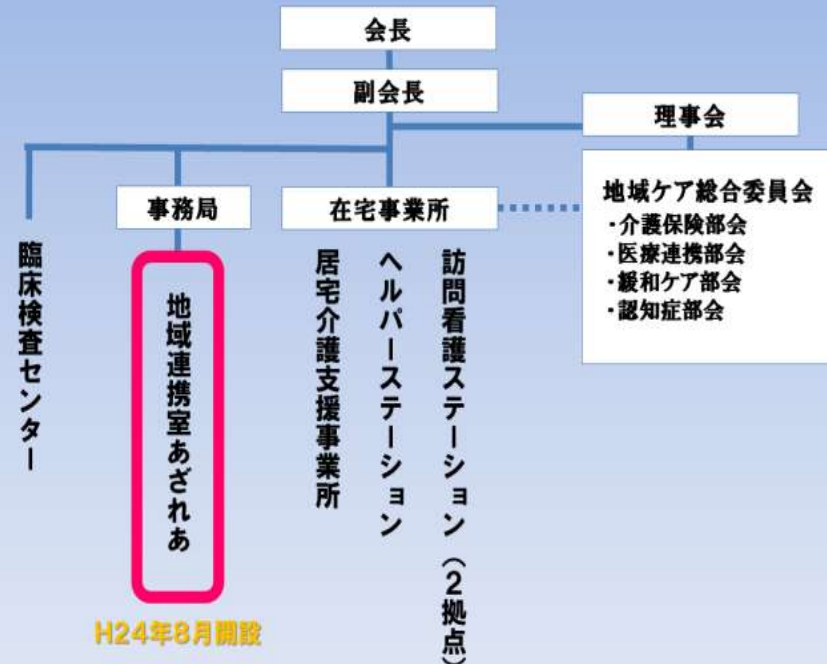 会長
副会長
理事会
地域ケア総合委員会
・介護保険部会
・医療連携部会
・緩和ケア部会
・認知症部会
事務局
在宅事業所
臨床検査センター
地域連携室あざれあ
居宅介護支援事業所
ヘルパーステーション
訪問看護ステーション(2拠点)
H24年8月開設